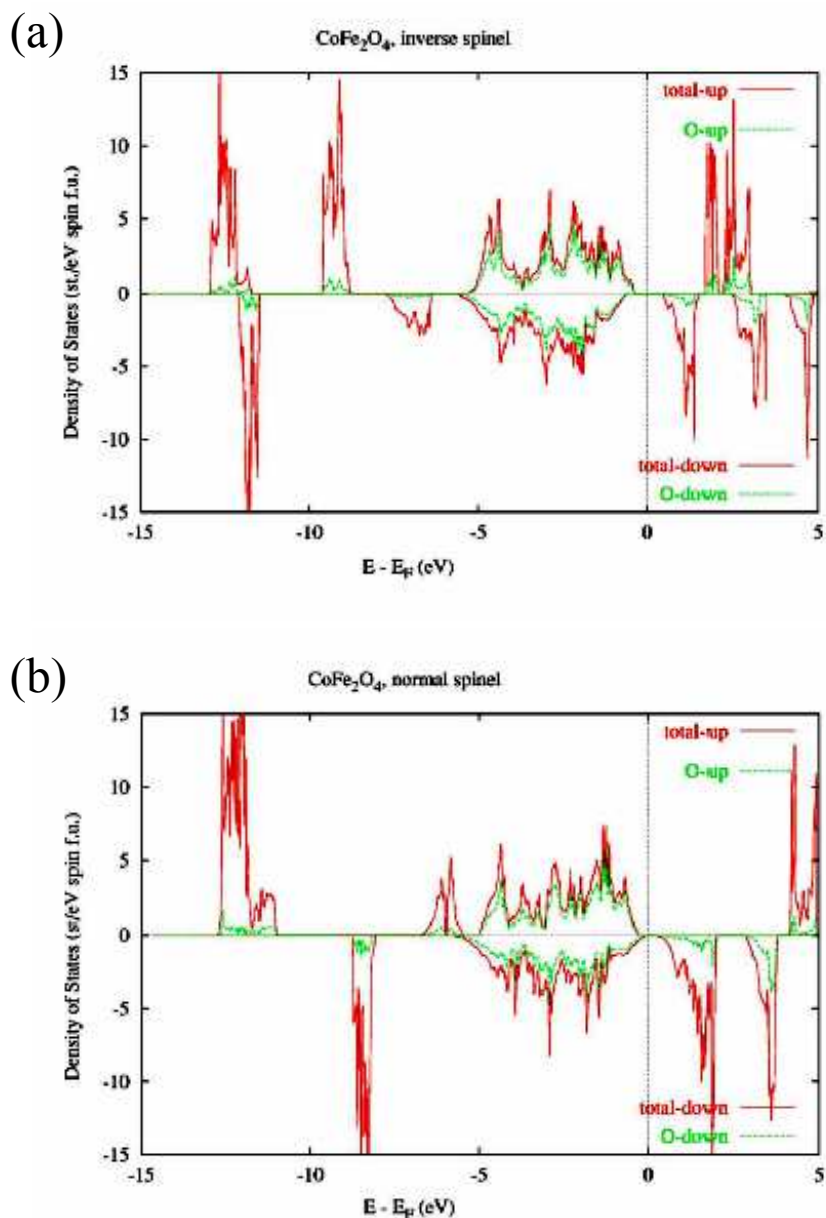 (a)
CoFe₂O₄, inverse spinel
Density of States (st./eV spin f.u.)
15
10
5
0
-5
-10
-15
total-up
O-up
total-down
O-down
-15
-10
-5
0
5
E - E_F (eV)
(b)
CoFe₂O₄, normal spinel
Density of States (st/eV spin f.u.)
15
10
5
0
-5
-10
-15
total-up
O-up
total-down
O-down
-15
-10
-5
0
5
E - E_F (eV)